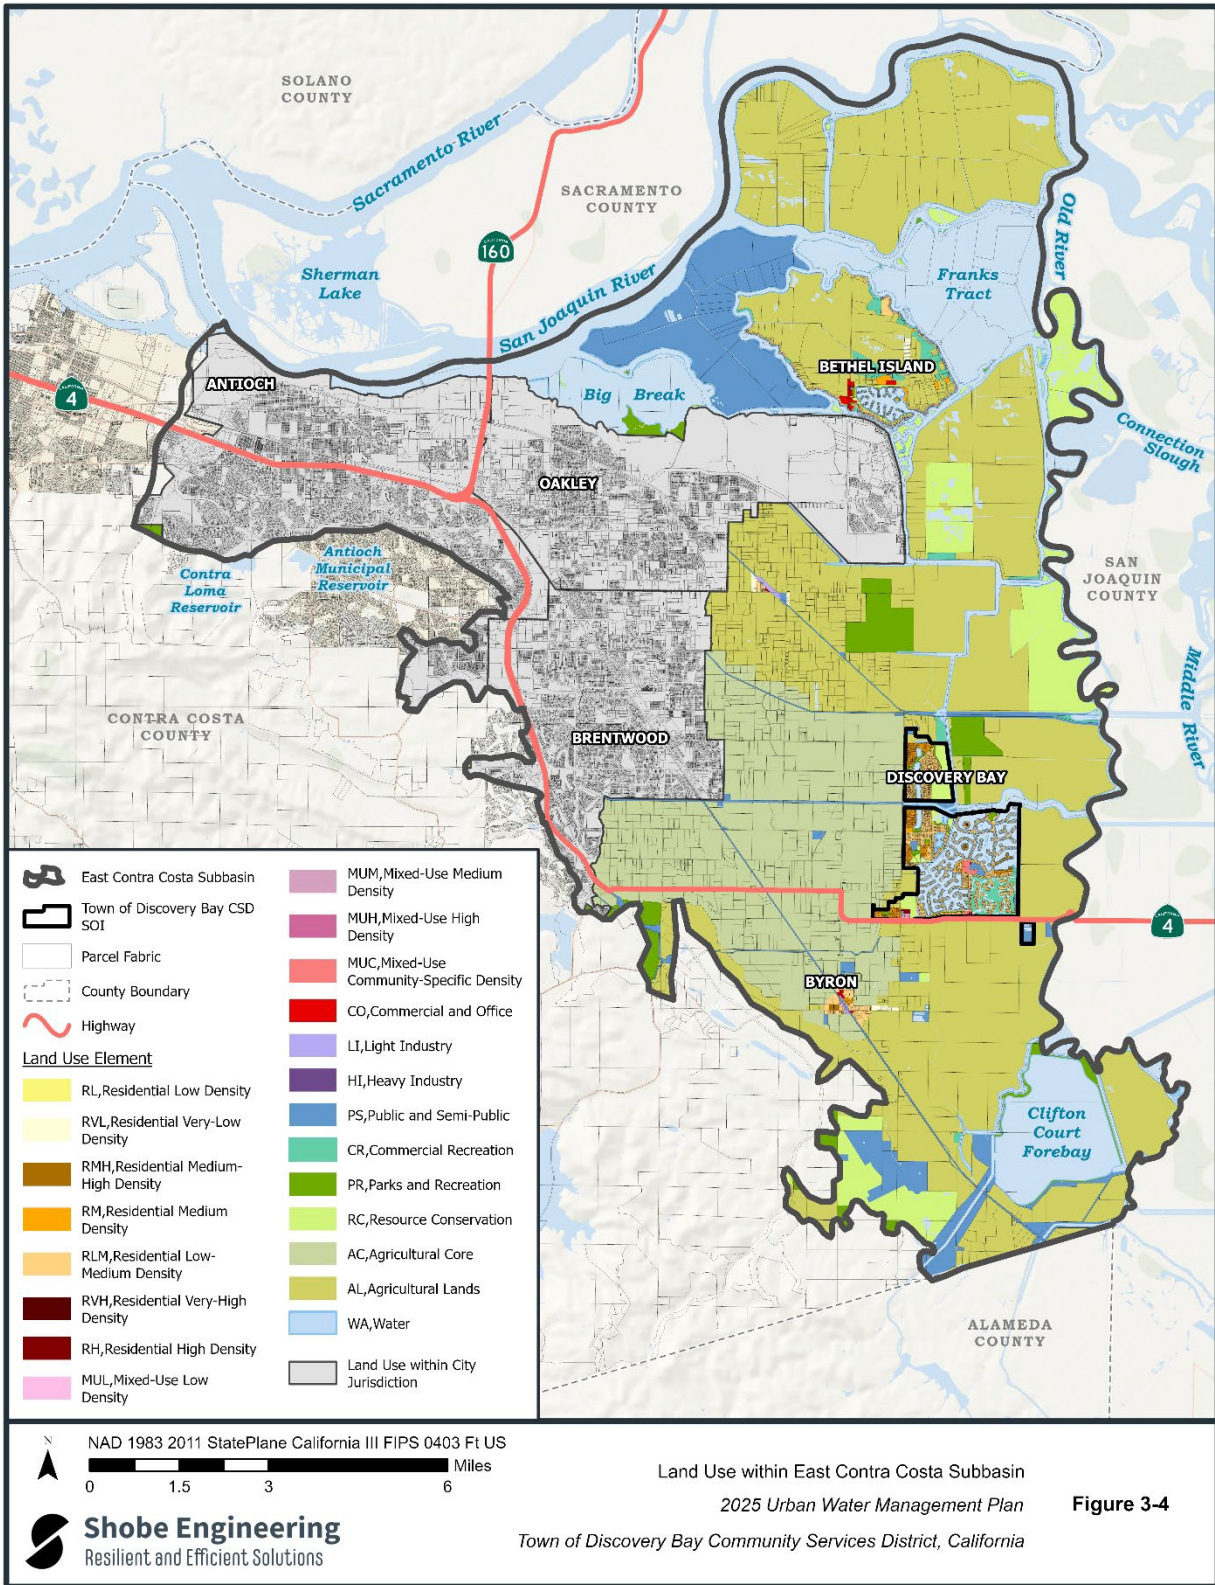 SOLANO
COUNTY
Sacramento River
SACRAMENTO
COUNTY
CALIFORNIA
160
Sherman
Lake
San Joaquin River
Old River
Franks
Tract
CALIFORNIA
4
ANTIOCH
BETHEL ISLAND
Big Break
Connection
Slough
OAKLEY
Antioch
Municipal
Reservoir
Contra
Loma
Reservoir
SAN
JOAQUIN
COUNTY
Middle River
CONTRA COSTA
COUNTY
BRENTWOOD
DISCOVERY BAY
CALIFORNIA
4
BYRON
Clifton
Court
Forebay
ALAMEDA
COUNTY
East Contra Costa Subbasin
Town of Discovery Bay CSD
SOI
Parcel Fabric
County Boundary
Highway
Land Use Element
RL,Residential Low Density
RVL,Residential Very-Low
Density
RMH,Residential Medium-
High Density
RM,Residential Medium
Density
RLM,Residential Low-
Medium Density
RVH,Residential Very-High
Density
RH,Residential High Density
MUL,Mixed-Use Low
Density
MUM,Mixed-Use Medium
Density
MUH,Mixed-Use High
Density
MUC,Mixed-Use
Community-Specific Density
CO,Commercial and Office
LI,Light Industry
HI,Heavy Industry
PS,Public and Semi-Public
CR,Commercial Recreation
PR,Parks and Recreation
RC,Resource Conservation
AC,Agricultural Core
AL,Agricultural Lands
WA,Water
Land Use within City
Jurisdiction
N
NAD 1983 2011 StatePlane California III FIPS 0403 Ft US
Miles
0 1.5 3 6
Shobe Engineering
Resilient and Efficient Solutions
Land Use within East Contra Costa Subbasin
2025 Urban Water Management Plan
Town of Discovery Bay Community Services District, California
Figure 3-4